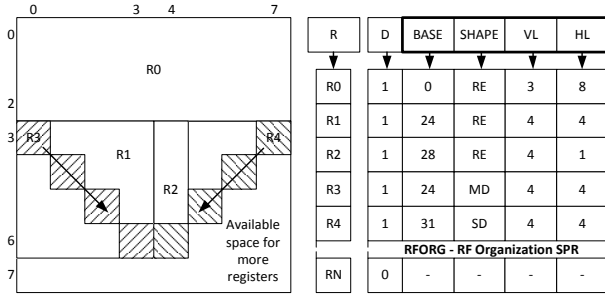 0 3 4 7
0
2
3
6
7
R0
R3
R1
R2
R4
Available
space for
more
registers
R D BASE SHAPE VL HL
R0 1 0 RE 3 8
R1 1 24 RE 4 4
R2 1 28 RE 4 1
R3 1 24 MD 4 4
R4 1 31 SD 4 4
RFORG - RF Organization SPR
RN 0 - - - -